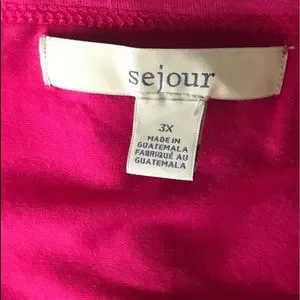 sejour
3X
MADE IN
GUATEMALA
FABRIQUÉ AU
GUATEMALA